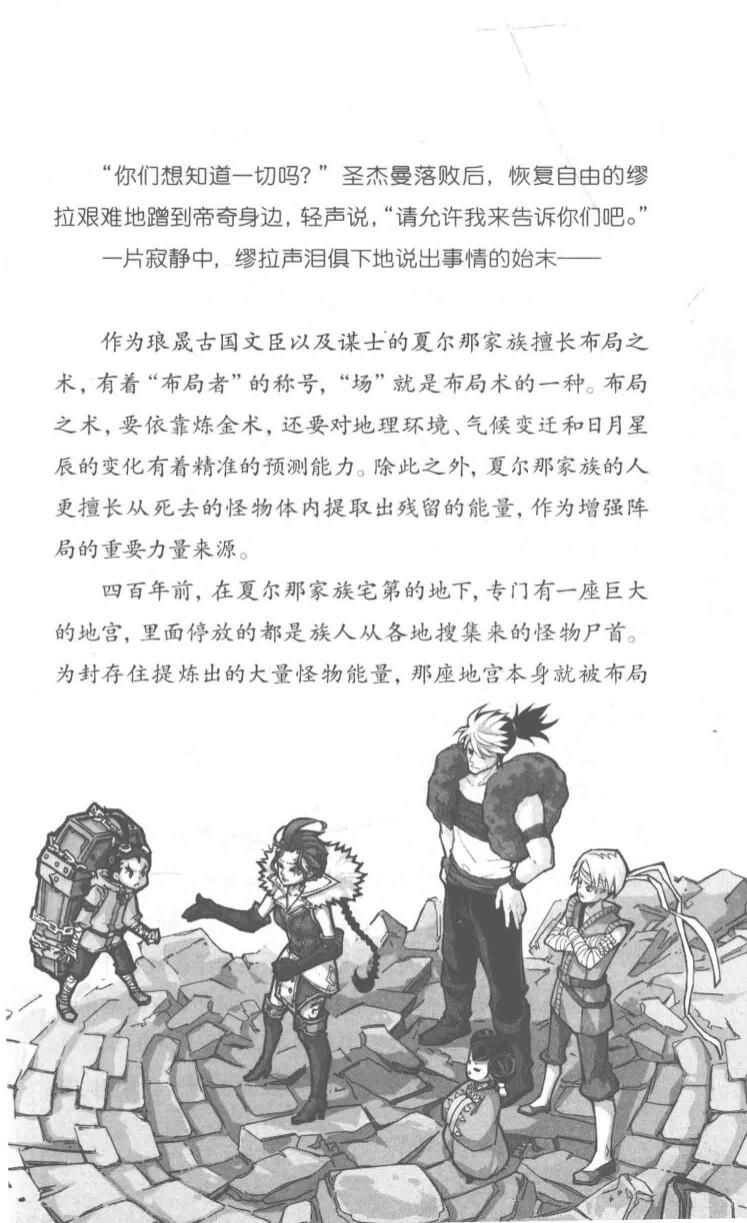 “你们想知道一切吗?” 圣杰曼落败后，恢复自由的缪
拉艰难地蹭到帝奇身边，轻声说，“请允许我来告诉你们吧。”
一片寂静中，缪拉声泪俱下地说出事情的始末——
作为琅晟古国文臣以及谋士的夏尔那家族擅长布局之
术，有着“布局者”的称号，“场”就是布局术的一种。布局
之术，要依靠炼金术，还要对地理环境、气候变迁和日月星
辰的变化有着精准的预测能力。除此之外，夏尔那家族的人
更擅长从死去的怪物体内提取出残留的能量，作为增强阵
局的重要力量来源。
四百年前，在夏尔那家族宅第的地下，专门有一座巨大
的地宫，里面停放的都是族人从各地搜集来的怪物尸首。
为封存住提炼出的大量怪物能量，那座地宫本身就被布局